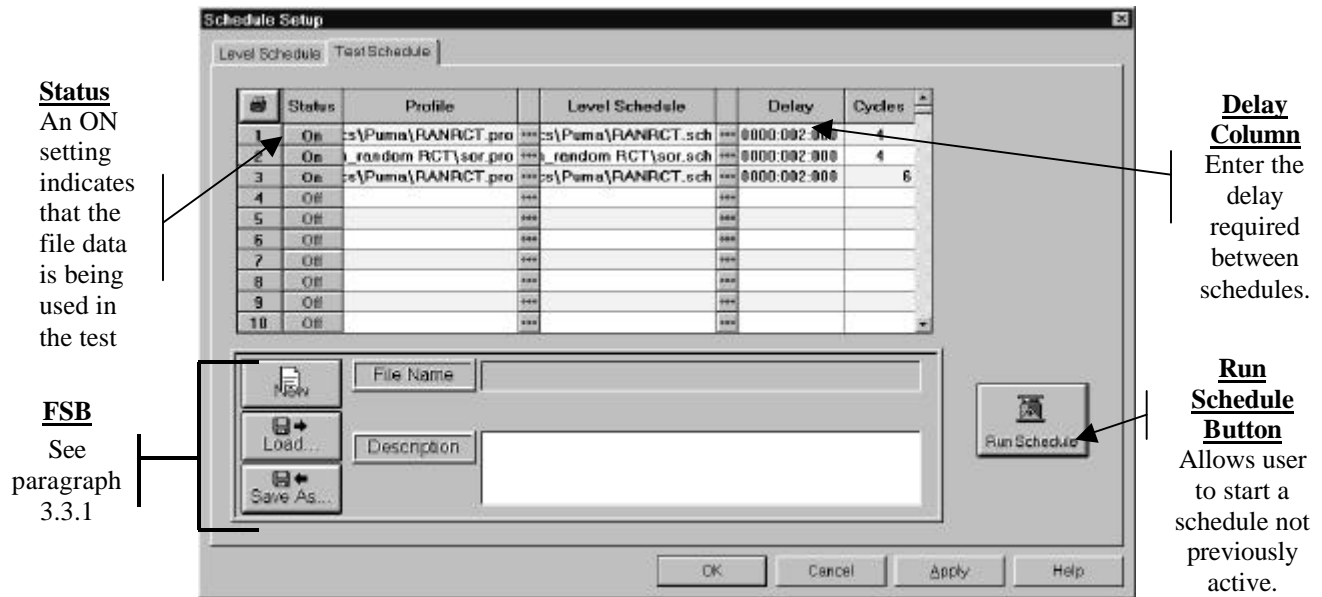 Schedule Setup
Level Schedule Test Schedule
Status Profile Level Schedule Delay Cycles
1 On :s\Puma\RANRCT.pro ... :s\Puma\RANRCT.sch ... 0000:002:000 4
2 On _random RCT\sor.pro ... _random RCT\sor.sch ... 0000:002:000 4
3 On :s\Puma\RANRCT.pro ... :s\Puma\RANRCT.sch ... 0000:002:000 6
4 Off ... ...
5 Off ... ...
6 Off ... ...
7 Off ... ...
8 Off ... ...
9 Off ... ...
10 Off ... ...
New
Load...
Save As...
File Name
Description
Run Schedule
OK Cancel Apply Help
Status
An ON
setting
indicates
that the
file data
is being
used in
the test
FSB
See
paragraph
3.3.1
Delay
Column
Enter the
delay
required
between
schedules.
Run
Schedule
Button
Allows user
to start a
schedule not
previously
active.